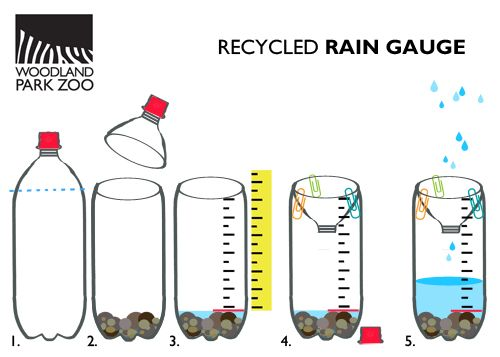 WOODLAND
PARK ZOO
RECYCLED RAIN GAUGE
1.
2.
3.
4.
5.